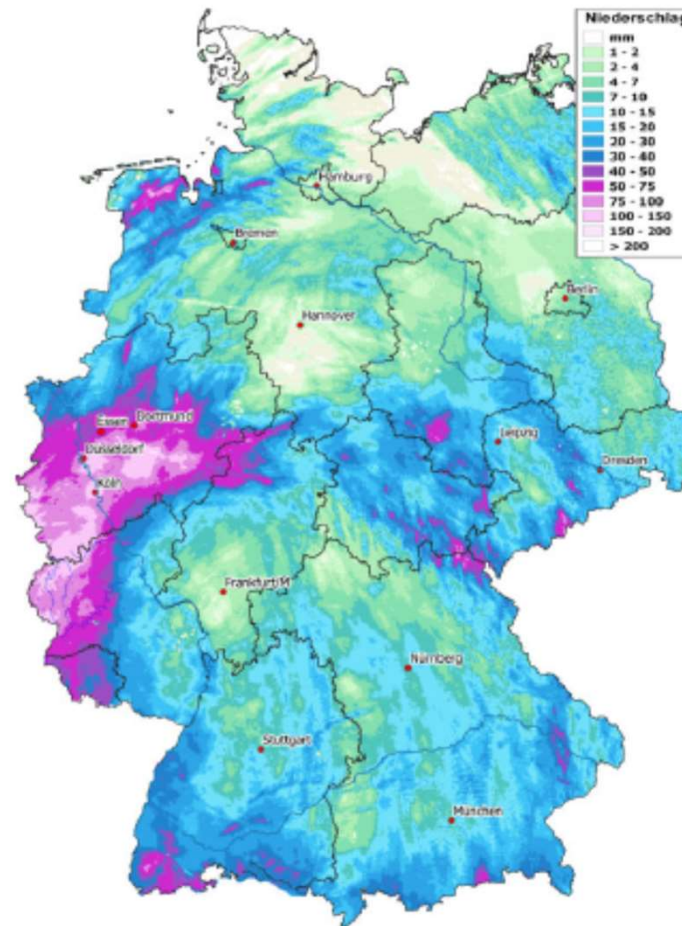 Niederschlag
mm
1 - 2
2 - 4
4 - 7
7 - 10
10 - 15
15 - 20
20 - 30
30 - 40
40 - 50
50 - 75
75 - 100
100 - 150
150 - 200
> 200
Hamburg
Bremen
Berlin
Hannover
Essen
Dortmund
Düsseldorf
Leipzig
Dresden
Köln
Frankfurt/M
Nürnberg
Stuttgart
München